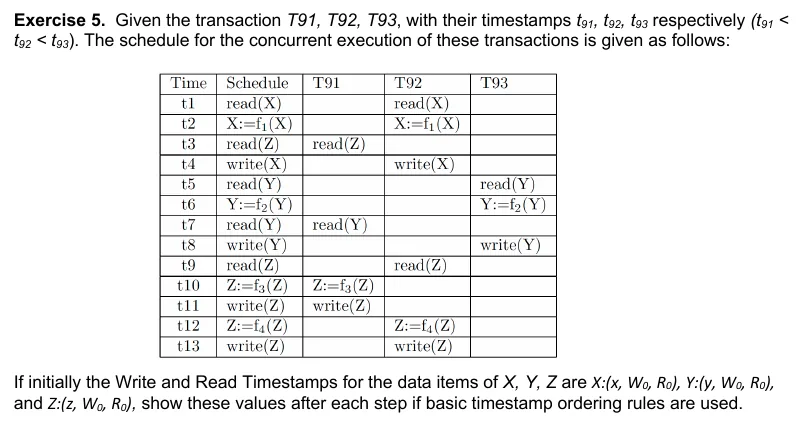 Exercise 5. Given the transaction T91, T92, T93, with their timestamps t₉₁, t₉₂, t₉₃ respectively (t₉₁ <
t₉₂ < t₉₃). The schedule for the concurrent execution of these transactions is given as follows:
Time Schedule T91 T92 T93
t1 read(X) read(X)
t2 X:=f₁(X) X:=f₁(X)
t3 read(Z) read(Z)
t4 write(X) write(X)
t5 read(Y) read(Y)
t6 Y:=f₂(Y) Y:=f₂(Y)
t7 read(Y) read(Y)
t8 write(Y) write(Y)
t9 read(Z) read(Z)
t10 Z:=f₃(Z) Z:=f₃(Z)
t11 write(Z) write(Z)
t12 Z:=f₄(Z) Z:=f₄(Z)
t13 write(Z) write(Z)
If initially the Write and Read Timestamps for the data items of X, Y, Z are X:(x, W₀, R₀), Y:(y, W₀, R₀),
and Z:(z, W₀, R₀), show these values after each step if basic timestamp ordering rules are used.